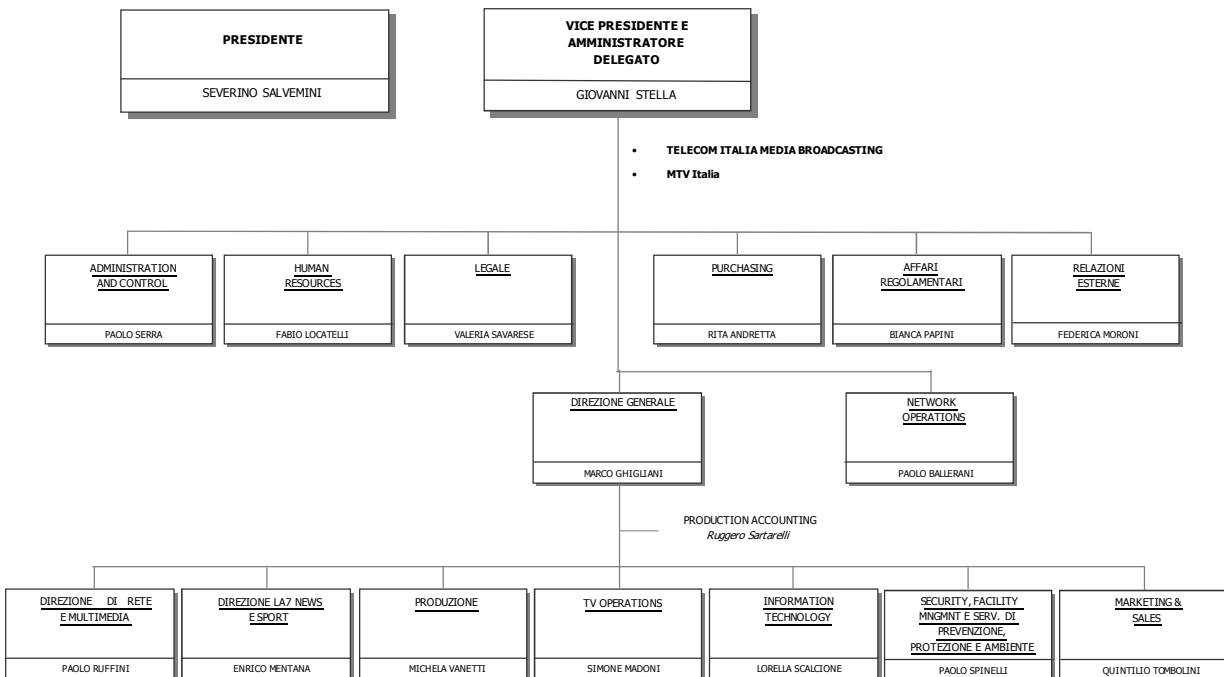 PRESIDENTE
SEVERINO SALVEMINI
VICE PRESIDENTE E
AMMINISTRATORE
DELEGATO
GIOVANNI STELLA
• TELECOM ITALIA MEDIA BROADCASTING
• MTV Italia
ADMINISTRATION
AND CONTROL
PAOLO SERRA
HUMAN
RESOURCES
FABIO LOCATELLI
LEGALE
VALERIA SAVARESE
PURCHASING
RITA ANDRETTA
AFFARI
REGOLAMENTARI
BIANCA PAPINI
RELAZIONI
ESTERNE
FEDERICA MORONI
DIREZIONE GENERALE
MARCO GHIGLIANI
NETWORK
OPERATIONS
PAOLO BALLERANI
PRODUCTION ACCOUNTING
Ruggero Sartarelli
DIREZIONE DI RETE
E MULTIMEDIA
PAOLO RUFFINI
DIREZIONE LA7 NEWS
E SPORT
ENRICO MENTANA
PRODUZIONE
MICHELA VANETTI
TV OPERATIONS
SIMONE MADONI
INFORMATION
TECHNOLOGY
LORELLA SCALCIONE
SECURITY, FACILITY
MNGMNT E SERV. DI
PREVENZIONE,
PROTEZIONE E AMBIENTE
PAOLO SPINELLI
MARKETING &
SALES
QUINTILIO TOMBOLINI